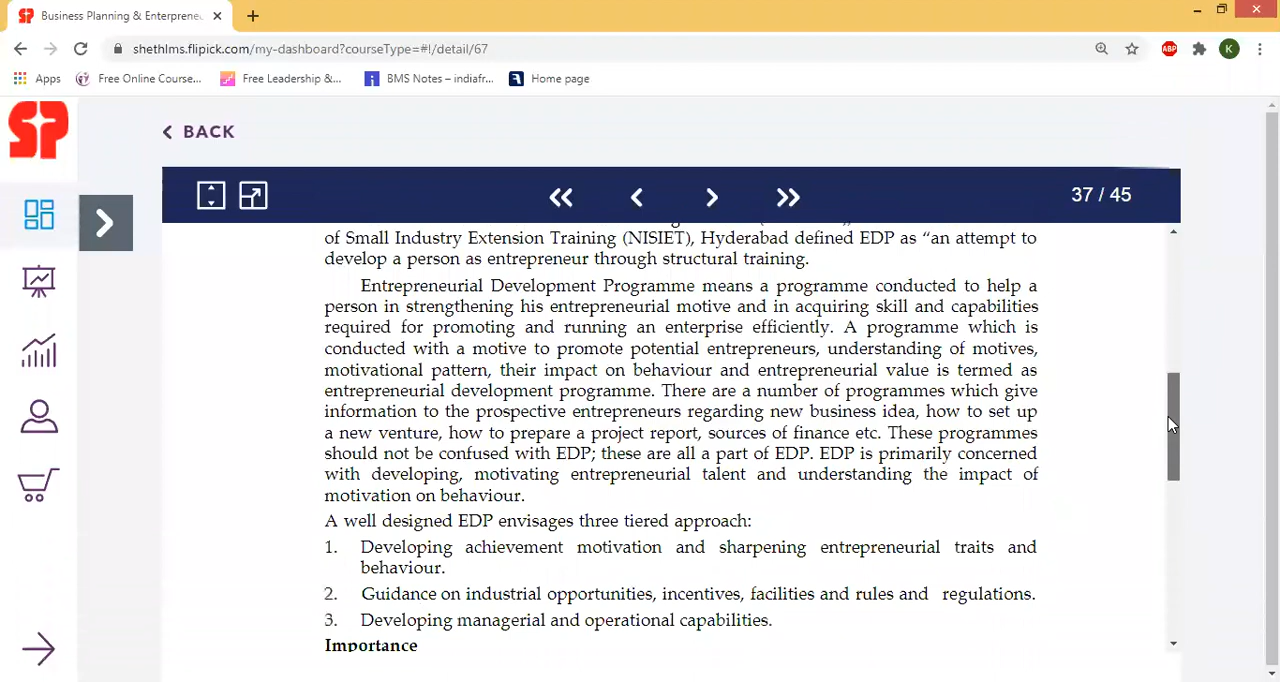 Business Planning & Enterprene
shethlms.flipick.com/my-dashboard?courseType=#!/detail/67
ABP
K
Apps
Free Online Course...
Free Leadership &...
BMS Notes – indiafr...
Home page
SP
BACK
37 / 45
of Small Industry Extension Training (NISIET), Hyderabad defined EDP as “an attempt to
develop a person as entrepreneur through structural training.
Entrepreneurial Development Programme means a programme conducted to help a
person in strengthening his entrepreneurial motive and in acquiring skill and capabilities
required for promoting and running an enterprise efficiently. A programme which is
conducted with a motive to promote potential entrepreneurs, understanding of motives,
motivational pattern, their impact on behaviour and entrepreneurial value is termed as
entrepreneurial development programme. There are a number of programmes which give
information to the prospective entrepreneurs regarding new business idea, how to set up
a new venture, how to prepare a project report, sources of finance etc. These programmes
should not be confused with EDP; these are all a part of EDP. EDP is primarily concerned
with developing, motivating entrepreneurial talent and understanding the impact of
motivation on behaviour.
A well designed EDP envisages three tiered approach:
1. Developing achievement motivation and sharpening entrepreneurial traits and
behaviour.
2. Guidance on industrial opportunities, incentives, facilities and rules and regulations.
3. Developing managerial and operational capabilities.
Importance